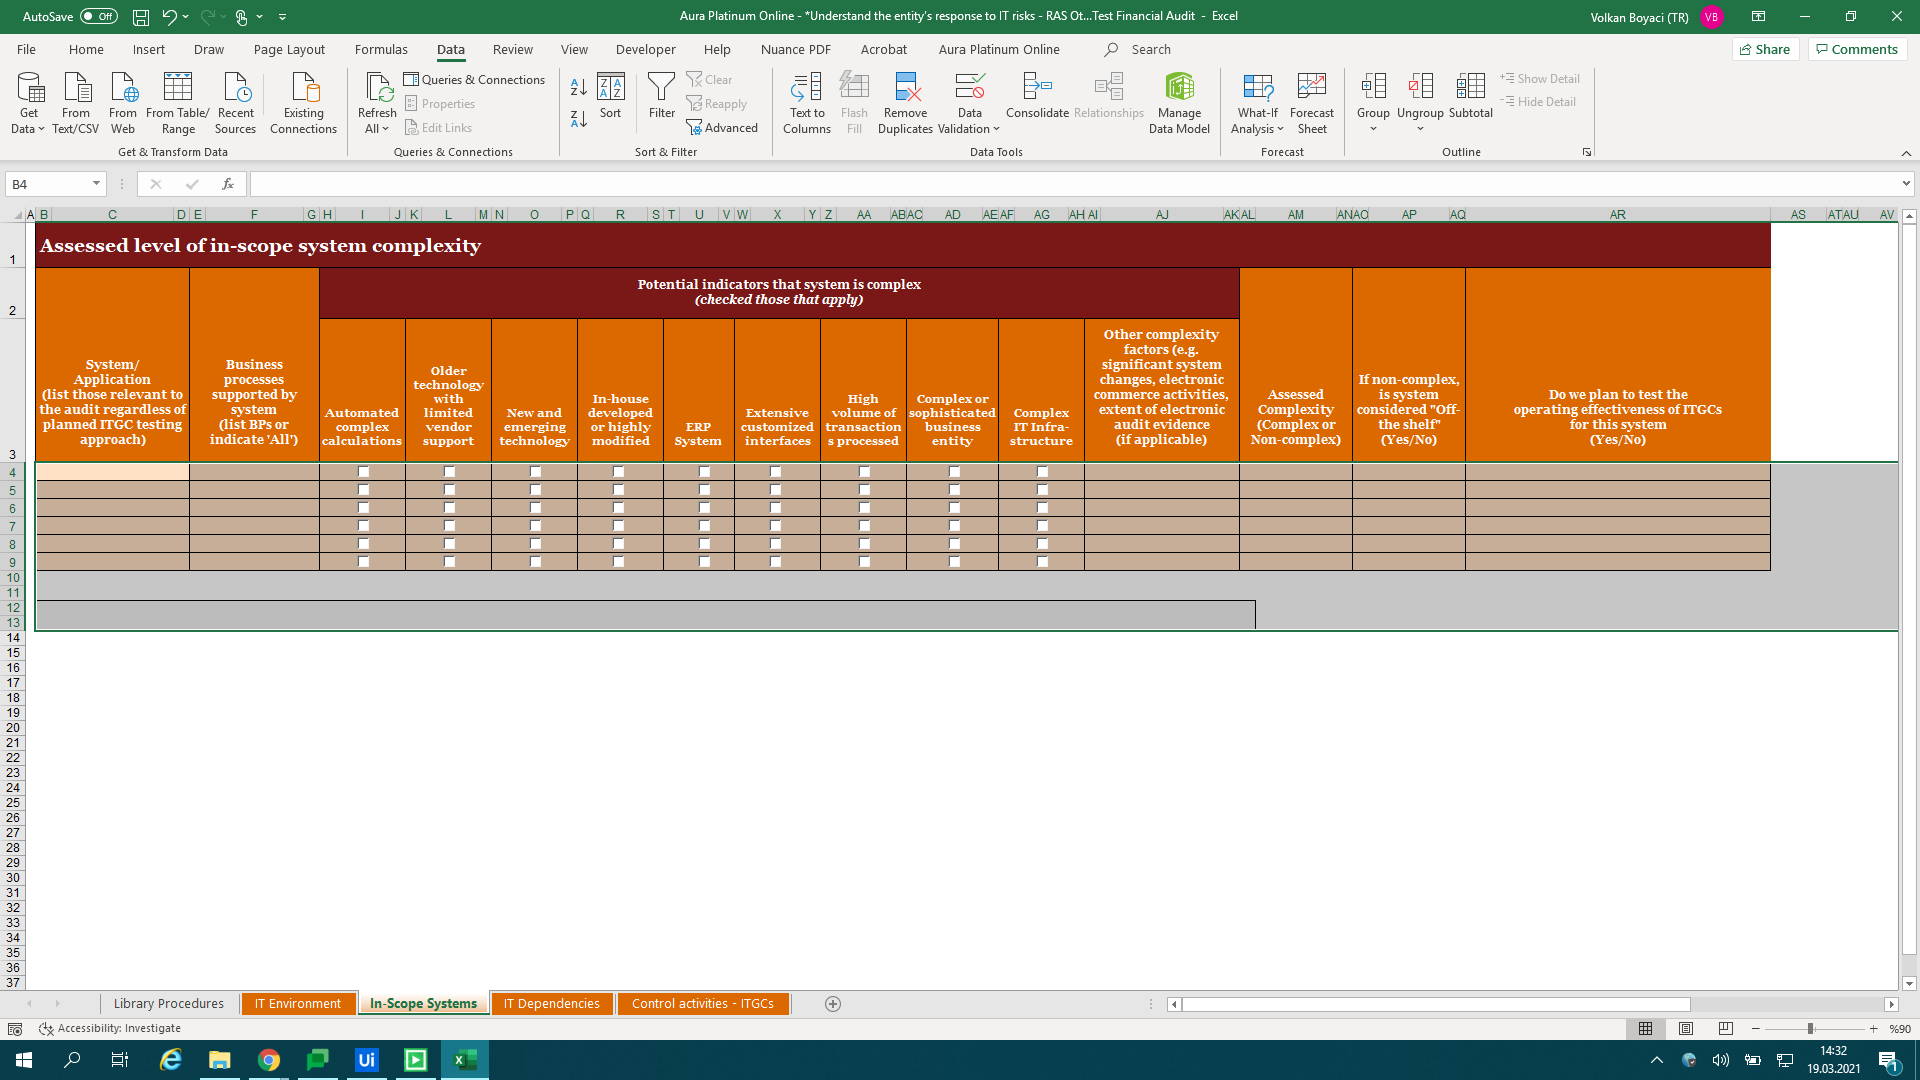 AutoSave Off
Aura Platinum Online - *Understand the entity's response to IT risks - RAS Ot...Test Financial Audit - Excel
Volkan Boyaci (TR) VB
File Home Insert Draw Page Layout Formulas Data Review View Developer Help Nuance PDF Acrobat Aura Platinum Online Search Share Comments
Get Data
From Text/CSV
From Web
From Table/ Range
Recent Sources
Existing Connections
Get & Transform Data
Refresh All
Queries & Connections
Properties
Edit Links
Queries & Connections
Sort
Filter
Clear
Reapply
Advanced
Sort & Filter
Text to Columns
Flash Fill
Remove Duplicates
Data Validation
Consolidate
Relationships
Manage Data Model
Data Tools
What-If Analysis
Forecast Sheet
Forecast
Group
Ungroup
Subtotal
Show Detail
Hide Detail
Outline
B4
fx
A B C D E F G H I J K L M N O P Q R S T U V W X Y Z AA AB AC AD AE AF AG AH AI AJ AK AL AM AN AO AP AQ AR AS AT AU AV
1
Assessed level of in-scope system complexity
2
Potential indicators that system is complex
(checked those that apply)
3
System/
Application
(list those relevant to
the audit regardless of
planned ITGC testing
approach)
Business
processes
supported by
system
(list BPs or
indicate 'All')
Automated
complex
calculations
Older
technology
with
limited
vendor
support
New and
emerging
technology
In-house
developed
or highly
modified
ERP
System
Extensive
customized
interfaces
High
volume of
transaction
s processed
Complex or
sophisticated
business
entity
Complex
IT Infra-
structure
Other complexity
factors (e.g.
significant system
changes, electronic
commerce activities,
extent of electronic
audit evidence
(if applicable)
Assessed
Complexity
(Complex or
Non-complex)
If non-complex,
is system
considered "Off-
the shelf"
(Yes/No)
Do we plan to test the
operating effectiveness of ITGCs
for this system
(Yes/No)
4
5
6
7
8
9
10
11
12
13
14
15
16
17
18
19
20
21
22
23
24
25
26
27
28
29
30
31
32
33
34
35
36
37
Library Procedures IT Environment In-Scope Systems IT Dependencies Control activities - ITGCs
Accessibility: Investigate
%90
Ui
14:32
19.03.2021
1